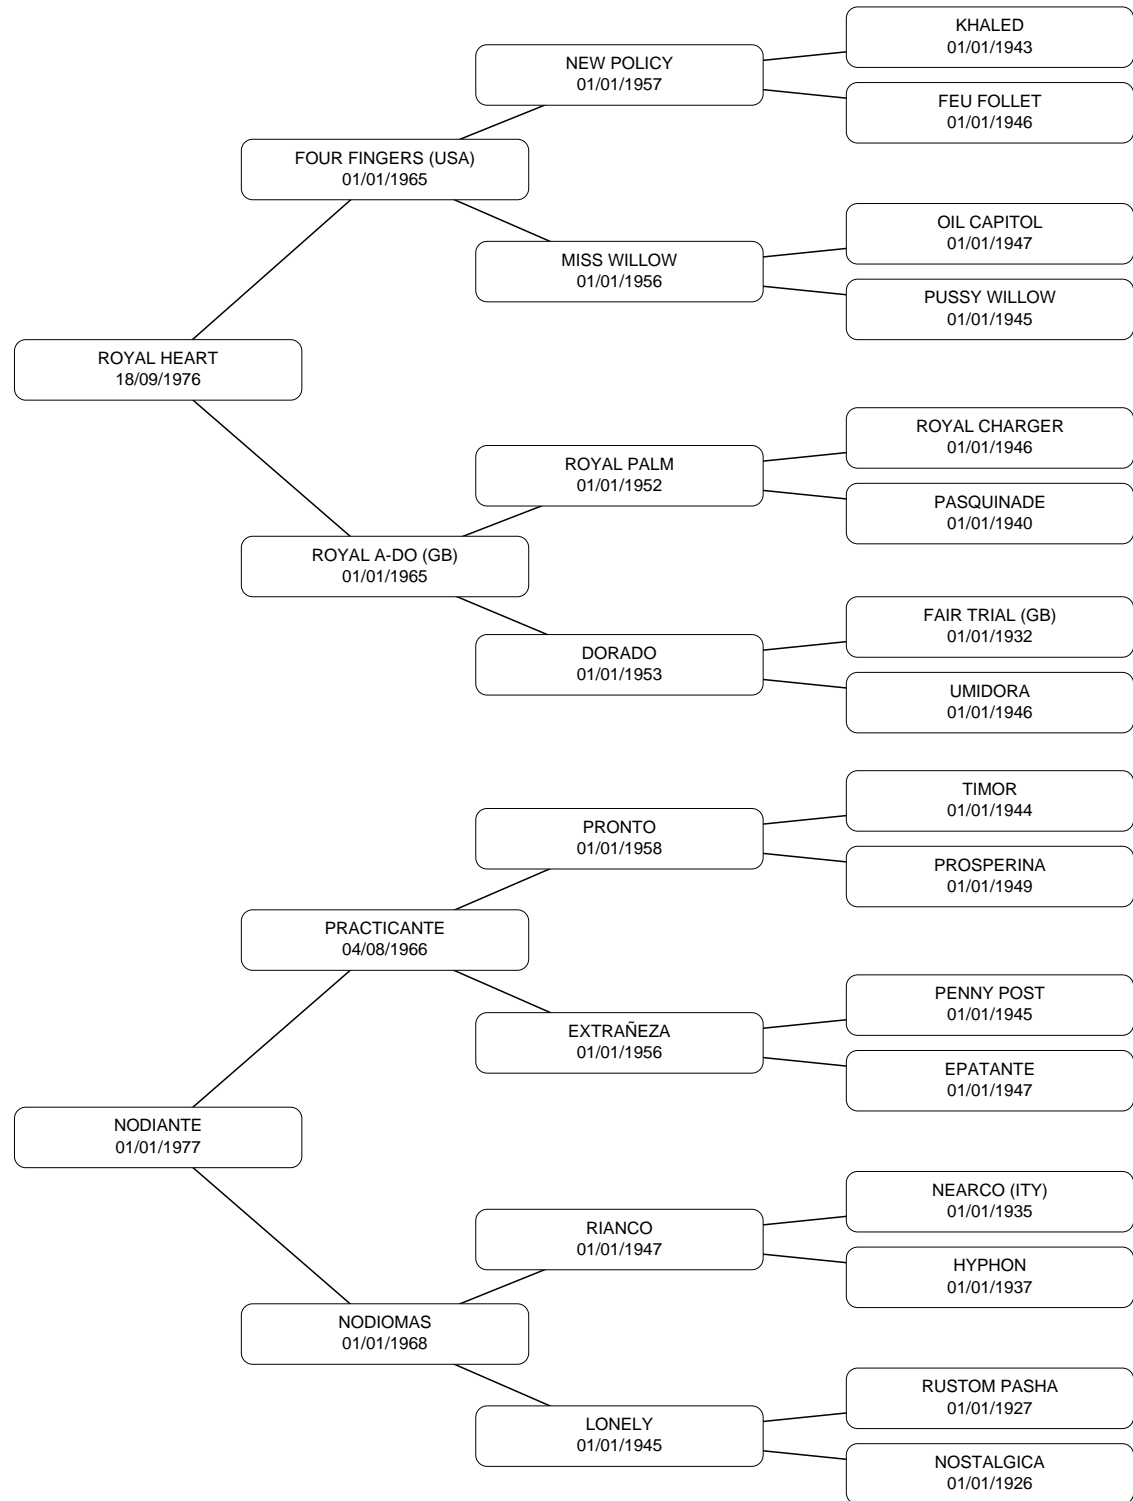 KHALED
01/01/1943
NEW POLICY
01/01/1957
FEU FOLLET
01/01/1946
FOUR FINGERS (USA)
01/01/1965
OIL CAPITOL
01/01/1947
MISS WILLOW
01/01/1956
PUSSY WILLOW
01/01/1945
ROYAL HEART
18/09/1976
ROYAL CHARGER
01/01/1946
ROYAL PALM
01/01/1952
PASQUINADE
01/01/1940
ROYAL A-DO (GB)
01/01/1965
FAIR TRIAL (GB)
01/01/1932
DORADO
01/01/1953
UMIDORA
01/01/1946
TIMOR
01/01/1944
PRONTO
01/01/1958
PROSPERINA
01/01/1949
PRACTICANTE
04/08/1966
PENNY POST
01/01/1945
EXTRAÑEZA
01/01/1956
EPATANTE
01/01/1947
NODIANTE
01/01/1977
NEARCO (ITY)
01/01/1935
RIANCO
01/01/1947
HYPHON
01/01/1937
NODIOMAS
01/01/1968
RUSTOM PASHA
01/01/1927
LONELY
01/01/1945
NOSTALGICA
01/01/1926